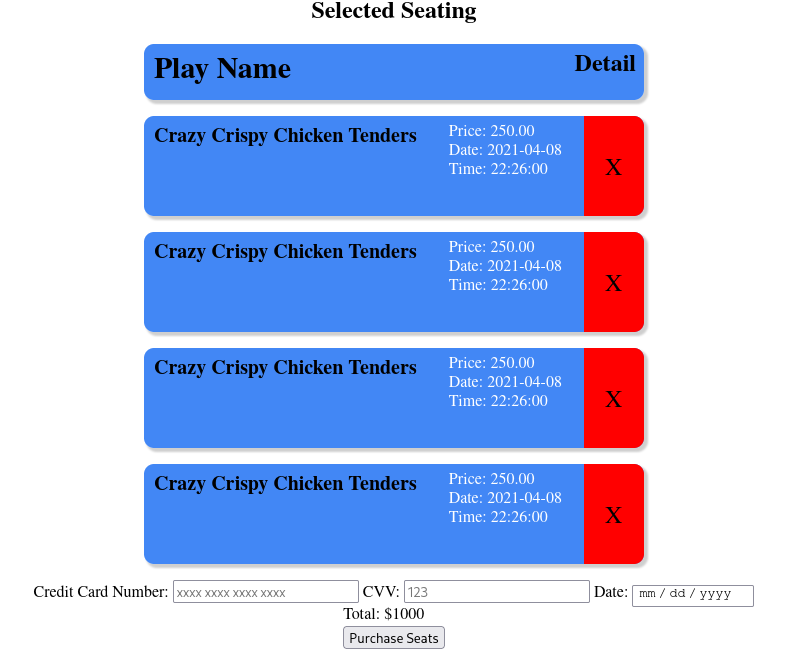 Selected Seating
Play Name Detail
Crazy Crispy Chicken Tenders Price: 250.00
Date: 2021-04-08
Time: 22:26:00
X
Crazy Crispy Chicken Tenders Price: 250.00
Date: 2021-04-08
Time: 22:26:00
X
Crazy Crispy Chicken Tenders Price: 250.00
Date: 2021-04-08
Time: 22:26:00
X
Crazy Crispy Chicken Tenders Price: 250.00
Date: 2021-04-08
Time: 22:26:00
X
Credit Card Number: xxxx xxxx xxxx xxxx CVV: 123 Date: mm / dd / yyyy
Total: $1000
Purchase Seats